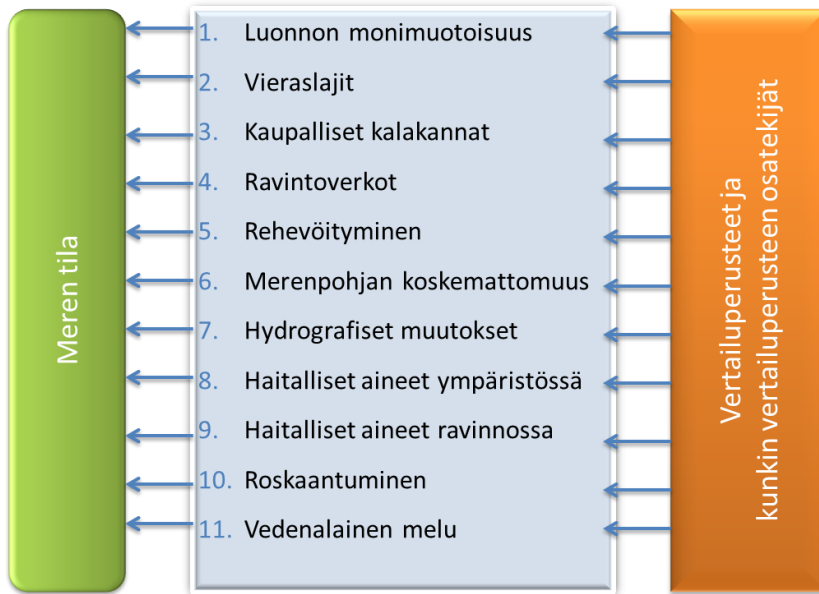 Meren tila
1. Luonnon monimuotoisuus
2. Vieraslajit
3. Kaupalliset kalakannat
4. Ravintoverkot
5. Rehevöityminen
6. Merenpohjan koskemattomuus
7. Hydrografiset muutokset
8. Haitalliset aineet ympäristössä
9. Haitalliset aineet ravinnossa
10. Roskaantuminen
11. Vedenalainen melu
Vertailuperusteet ja
kunkin vertailuperusteen osatekijät